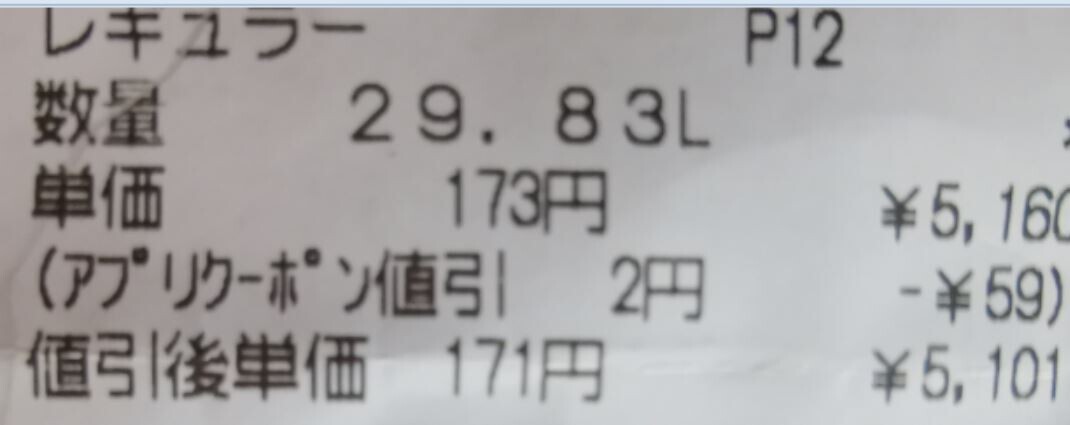 レギュラー P12
数量 29.83L
単価 173円 ¥5,160
(アプリクーポン値引 2円 -¥59)
値引後単価 171円 ¥5,101